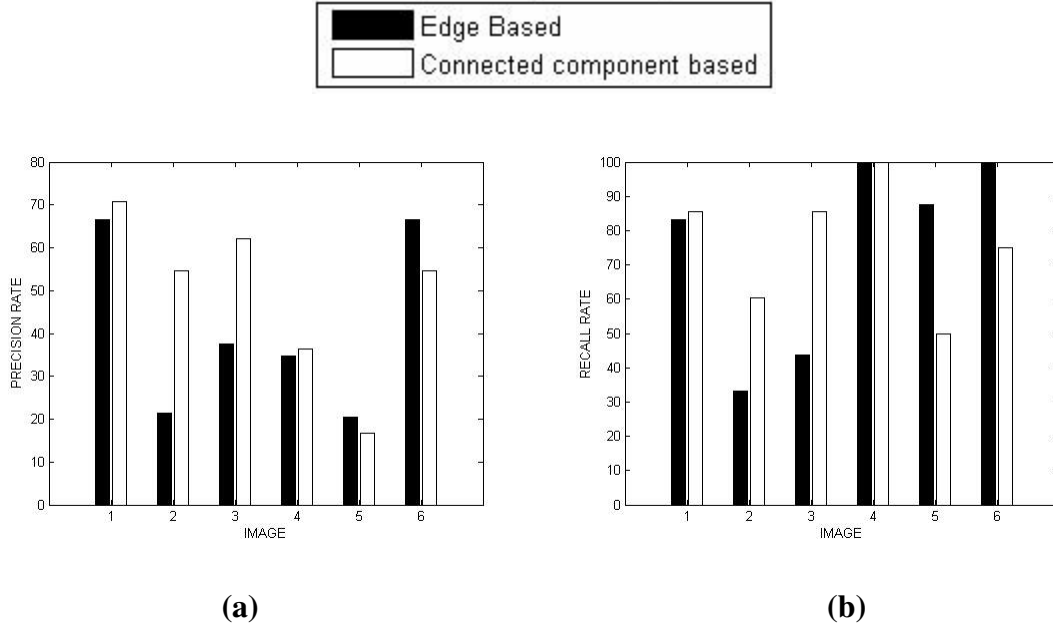 Edge Based
Connected component based
80
70
60
50
40
30
20
10
0
PRECISION RATE
1 2 3 4 5 6
IMAGE
(a)
100
90
80
70
60
50
40
30
20
10
0
RECALL RATE
1 2 3 4 5 6
IMAGE
(b)